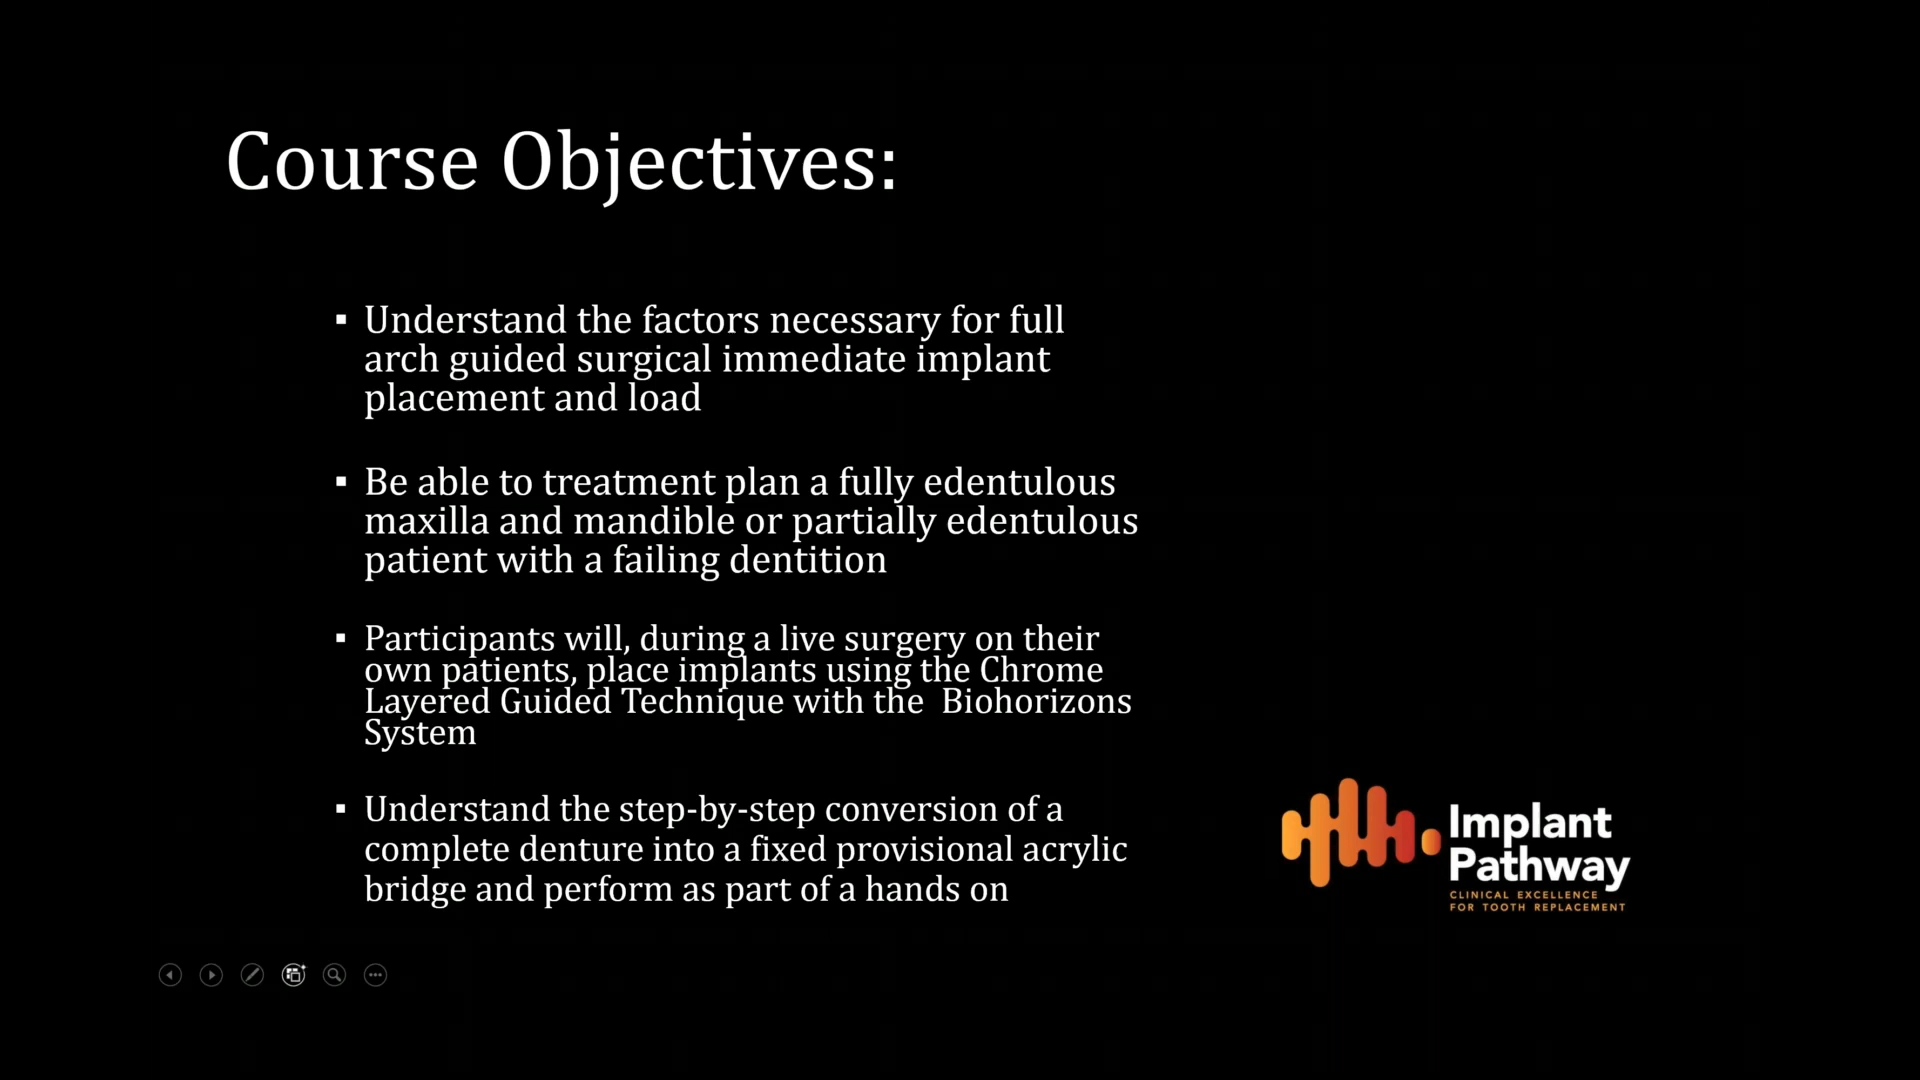 Course Objectives:
▪ Understand the factors necessary for full
arch guided surgical immediate implant
placement and load
▪ Be able to treatment plan a fully edentulous
maxilla and mandible or partially edentulous
patient with a failing dentition
▪ Participants will, during a live surgery on their
own patients, place implants using the Chrome
Layered Guided Technique with the  Biohorizons
System
▪ Understand the step-by-step conversion of a
complete denture into a fixed provisional acrylic
bridge and perform as part of a hands on
Implant
Pathway
CLINICAL EXCELLENCE
FOR TOOTH REPLACEMENT